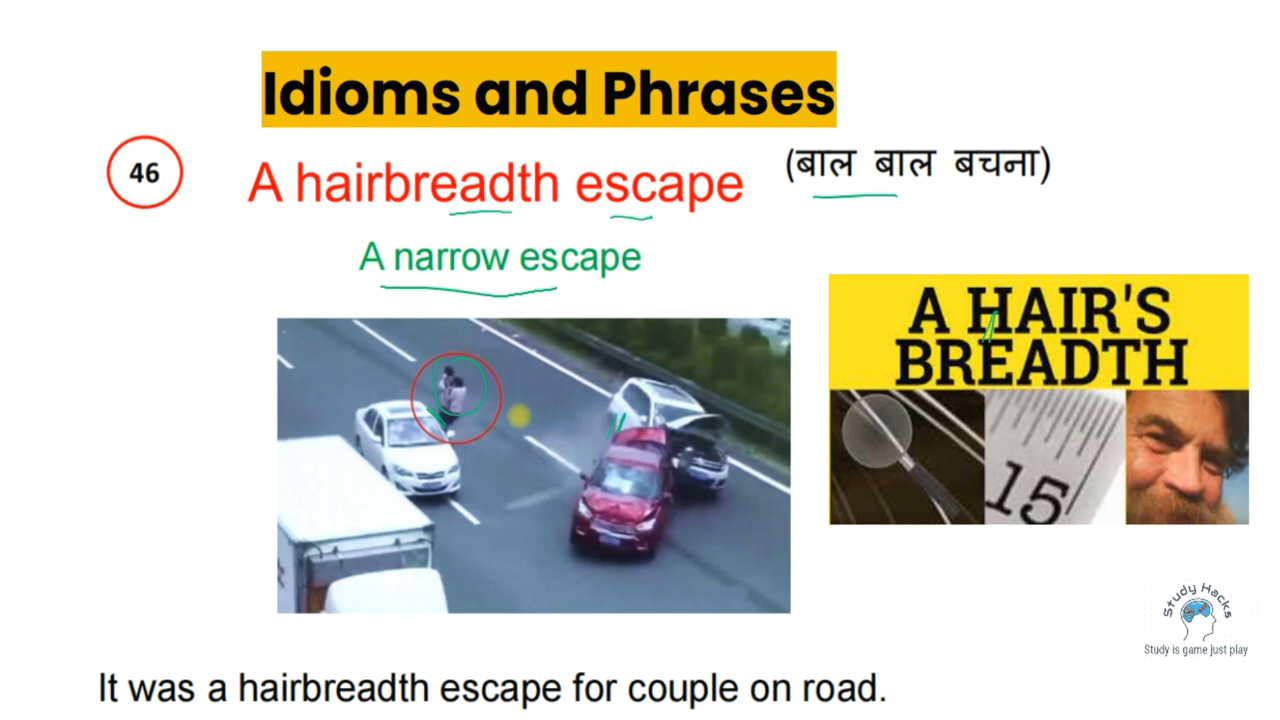 Idioms and Phrases
46
A hairbreadth escape
(बाल बाल बचना)
A narrow escape
A HAIR'S
BREADTH
15
Study Hacks
Study is game just play
It was a hairbreadth escape for couple on road.